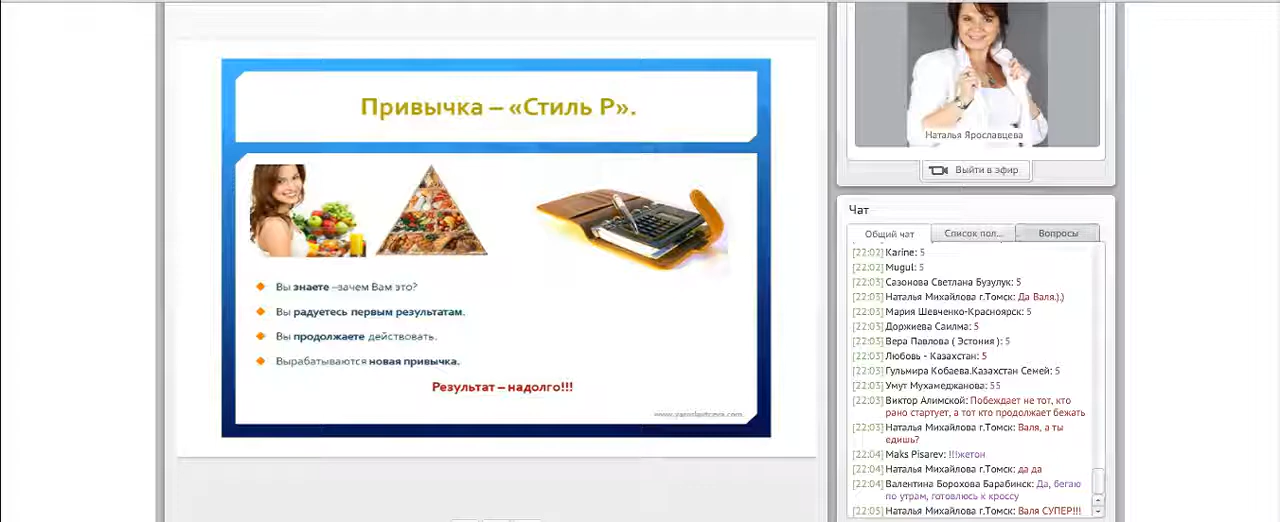 Привычка – «Стиль Р».
Вы знаете –зачем Вам это?
Вы радуетесь первым результатам.
Вы продолжаете действовать.
Вырабатываются новая привычка.
Результат – надолго!!!
www.yaroslavtceva.com
Наталья Ярославцева
Выйти в эфир
Чат
Общий чат
Список пол...
Вопросы
[22:02] Karine: 5
[22:02] Mugul: 5
[22:03] Сазонова Светлана Бузулук: 5
[22:03] Наталья Михайлова г.Томск: Да Валя.).)
[22:03] Мария Шевченко-Красноярск: 5
[22:03] Доржиева Саилма: 5
[22:03] Вера Павлова ( Эстония ): 5
[22:03] Любовь - Казахстан: 5
[22:03] Гульмира Кобаева.Казахстан Семей: 5
[22:03] Умут Мухамеджанова: 55
[22:03] Виктор Алимской: Побеждает не тот, кто
рано стартует, а тот кто продолжает бежать
[22:03] Наталья Михайлова г.Томск: Валя, а ты
едишь?
[22:04] Maks Pisarev: !!!жетон
[22:04] Наталья Михайлова г.Томск: да да
[22:04] Валентина Борохова Барабинск: Да, бегаю
по утрам, готовлюсь к кроссу
[22:05] Наталья Михайлова г.Томск: Валя СУПЕР!!!